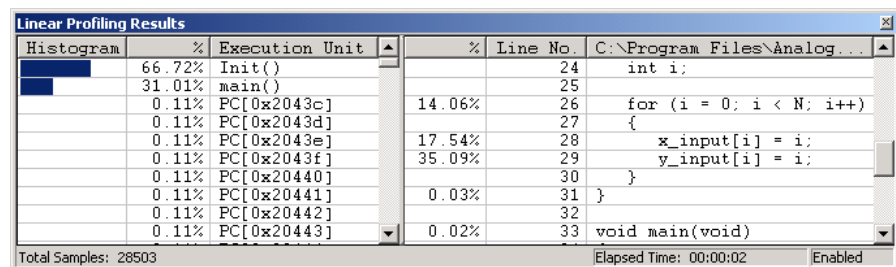 Linear Profiling Results
Histogram % Execution Unit % Line No. C:\Program Files\Analog...
66.72% Init() 24 int i;
31.01% main() 25
0.11% PC[0x2043c] 14.06% 26 for (i = 0; i < N; i++)
0.11% PC[0x2043d] 27 {
0.11% PC[0x2043e] 17.54% 28 x_input[i] = i;
0.11% PC[0x2043f] 35.09% 29 y_input[i] = i;
0.11% PC[0x20440] 30 }
0.11% PC[0x20441] 0.03% 31 }
0.11% PC[0x20442] 32
0.11% PC[0x20443] 0.02% 33 void main(void)
Total Samples: 28503 Elapsed Time: 00:00:02 Enabled